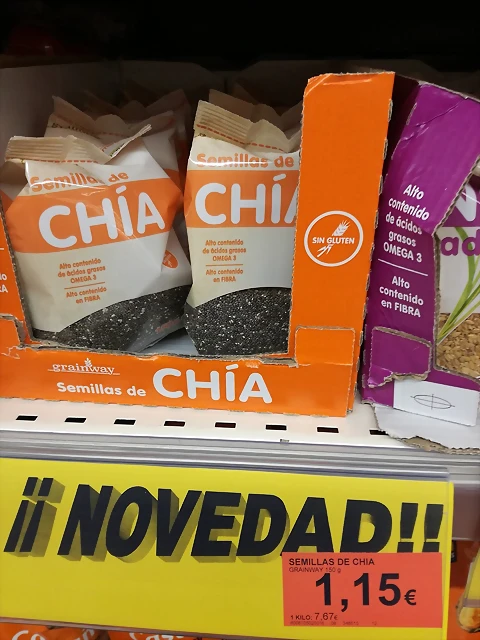 Semillas de
CHÍA
Alto contenido
de ácidos grasos
OMEGA 3
Alto contenido
en FIBRA
Semillas de
CHÍA
Alto contenido
de ácidos grasos
OMEGA 3
Alto contenido
en FIBRA
SIN GLUTEN
Alto
contenido
de ácidos
grasos
OMEGA 3
Alto
contenido
en FIBRA
grainway
Semillas de CHÍA
¡¡NOVEDAD!!
SEMILLAS DE CHIA
GRAINWAY 150 g
1,15€
1 KILO: 7,67€